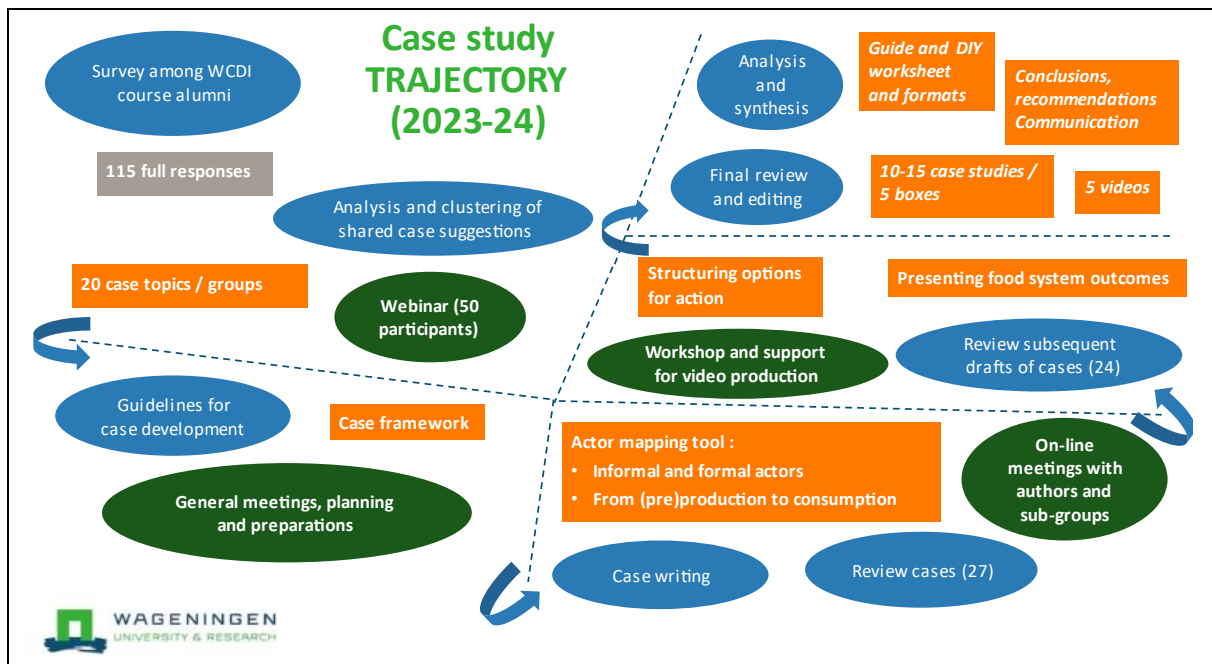 Case study
TRAJECTORY
(2023-24)
Survey among WCDI
course alumni
115 full responses
Analysis and clustering of
shared case suggestions
20 case topics / groups
Webinar (50
participants)
Guidelines for
case development
Case framework
General meetings, planning
and preparations
Actor mapping tool :
• Informal and formal actors
• From (pre)production to consumption
Case writing
Review cases (27)
On-line
meetings with
authors and
sub-groups
Structuring options
for action
Presenting food system outcomes
Workshop and support
for video production
Review subsequent
drafts of cases (24)
Analysis
and
synthesis
Guide and DIY
worksheet
and formats
Conclusions,
recommendations
Communication
Final review
and editing
10-15 case studies /
5 boxes
5 videos
WAGENINGEN
UNIVERSITY & RESEARCH